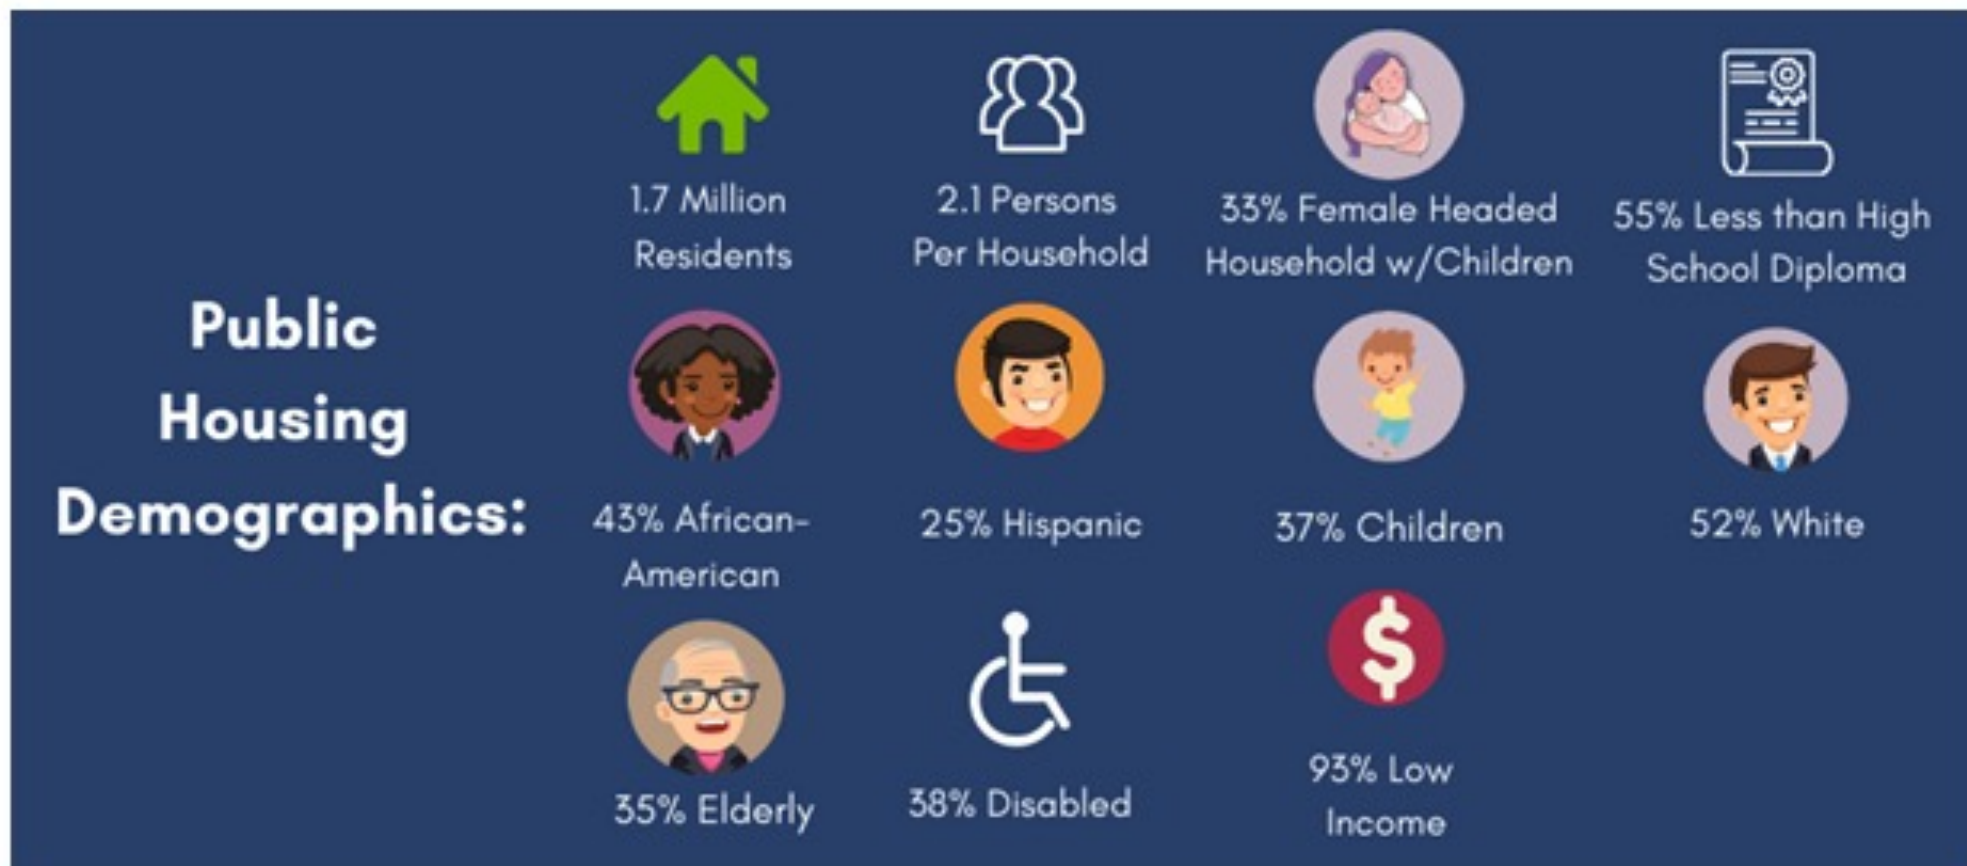 Public
Housing
Demographics:
1.7 Million
Residents
2.1 Persons
Per Household
33% Female Headed
Household w/Children
55% Less than High
School Diploma
43% African-
American
25% Hispanic
37% Children
52% White
35% Elderly
38% Disabled
93% Low
Income